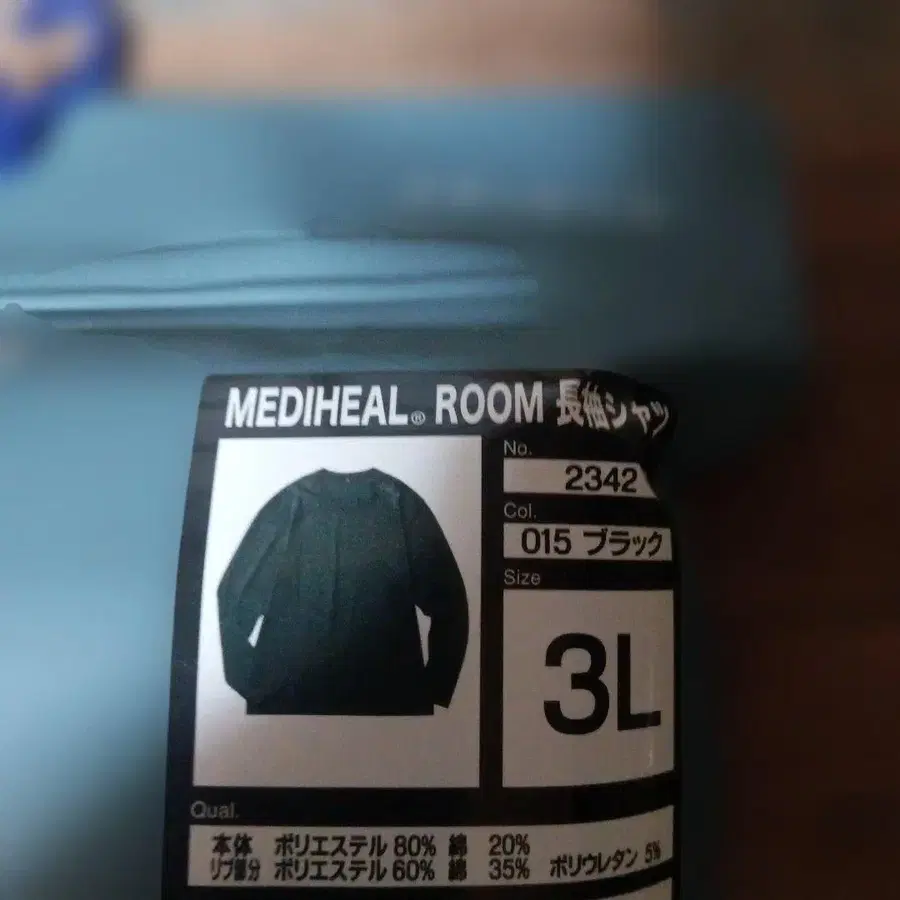 MEDIHEAL® ROOM 長袖シャツ
No.
2342
Col.
015 ブラック
Size
3L
Qual.
本体 ポリエステル 80% 綿 20%
リブ部分 ポリエステル 60% 綿 35% ポリウレタン 5%